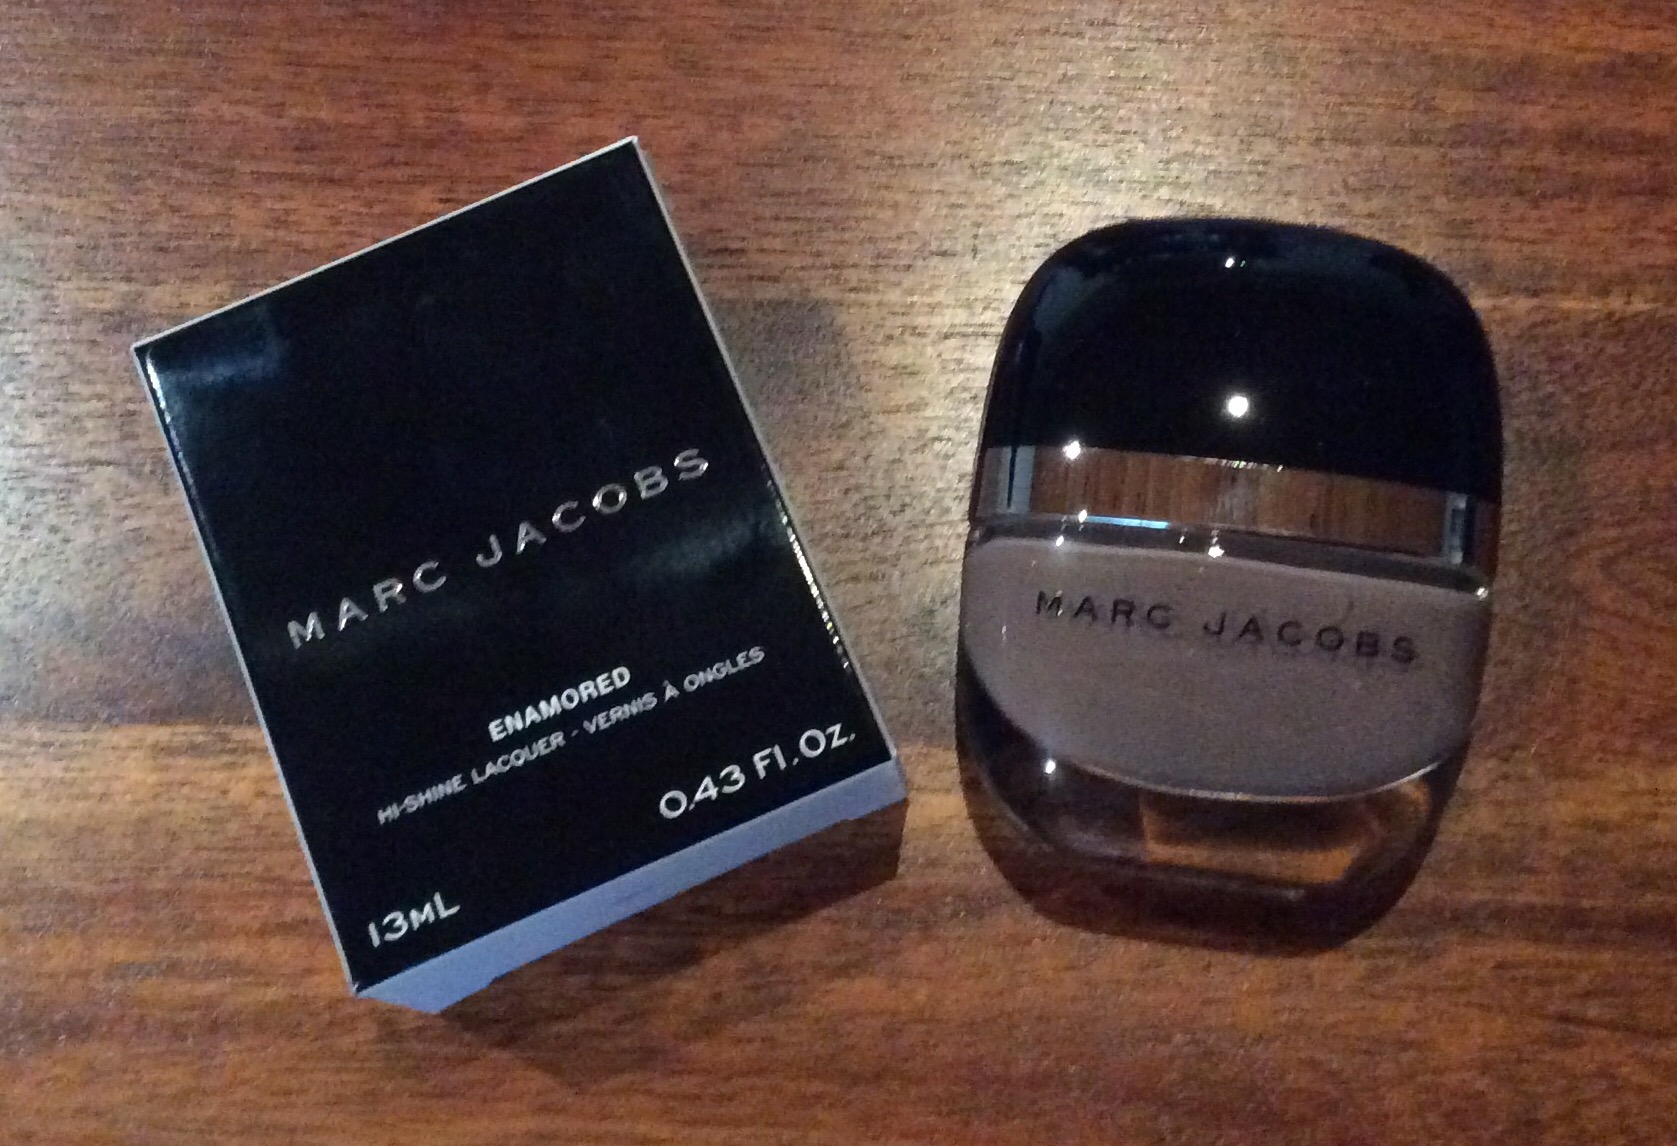 MARC JACOBS
ENAMORED
HI-SHINE LACQUER - VERNIS À ONGLES
0.43 Fl.Oz.
13ML
MARC JACOBS